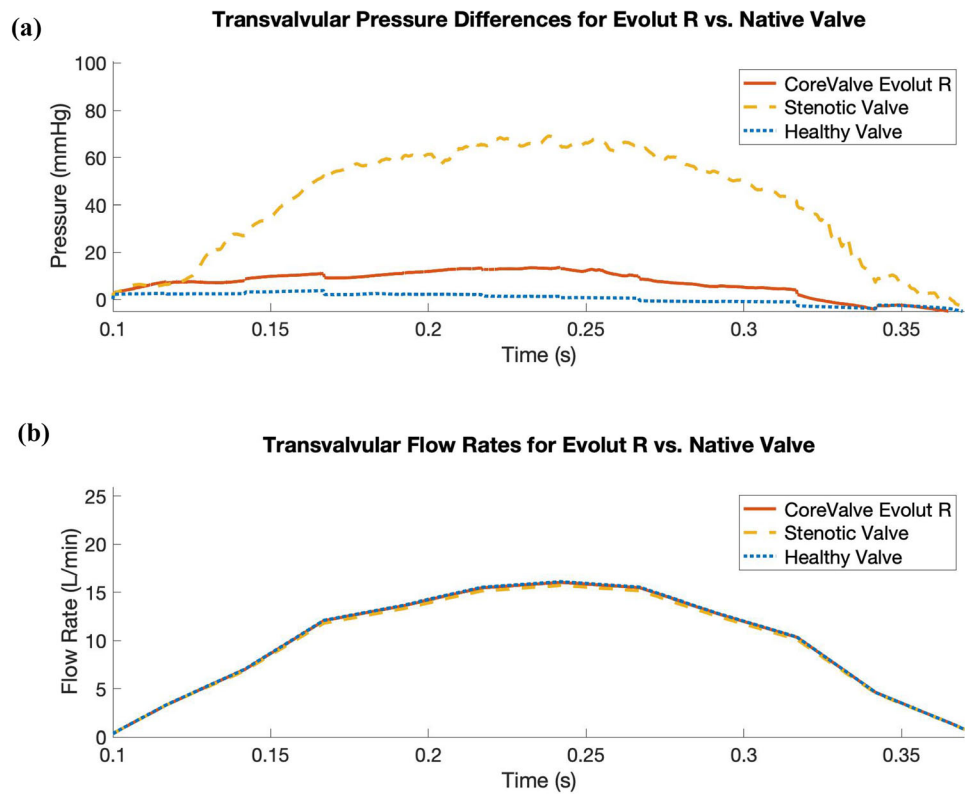 (a)
Transvalvular Pressure Differences for Evolut R vs. Native Valve
Pressure (mmHg)
100
80
60
40
20
0
CoreValve Evolut R
Stenotic Valve
Healthy Valve
0.1
0.15
0.2
0.25
0.3
0.35
Time (s)
(b)
Transvalvular Flow Rates for Evolut R vs. Native Valve
Flow Rate (L/min)
25
20
15
10
5
0
CoreValve Evolut R
Stenotic Valve
Healthy Valve
0.1
0.15
0.2
0.25
0.3
0.35
Time (s)